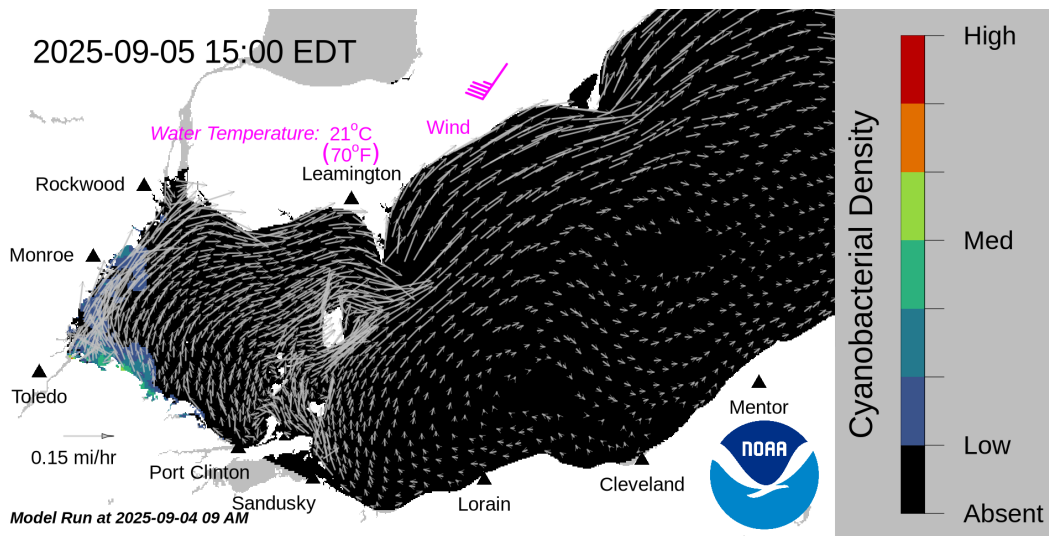 2025-09-05 15:00 EDT
High
Wind
Water Temperature: 21°C
(70°F)
Leamington
Rockwood
Monroe
Med
Cyanobacterial Density
Toledo
Mentor
NOAA
0.15 mi/hr
Low
Port Clinton
Cleveland
Sandusky
Lorain
Absent
Model Run at 2025-09-04 09 AM